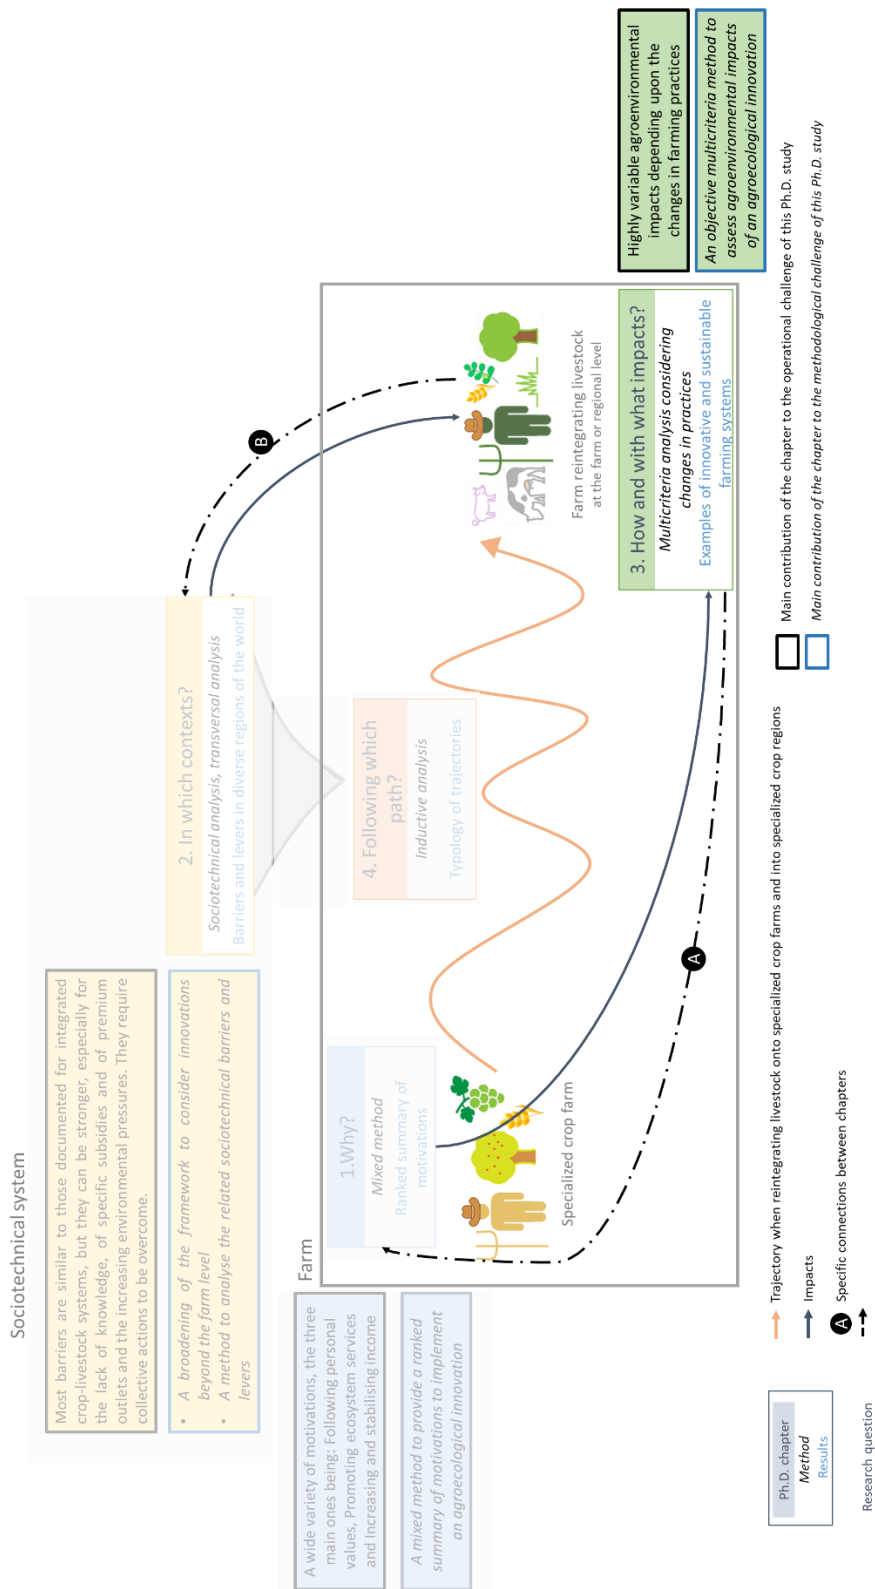 Sociotechnical system
Most barriers are similar to those documented for integrated
crop-livestock systems, but they can be stronger, especially for
the lack of knowledge, of specific subsidies and of premium
outlets and the increasing environmental pressures. They require
collective actions to be overcome.
• A broadening of the framework to consider innovations
beyond the farm level
• A method to analyse the related sociotechnical barriers and
levers
2. In which contexts?
Sociotechnical analysis, transversal analysis
Barriers and levers in diverse regions of the world
B
A wide variety of motivations, the three
main ones being: Following personal
values, Promoting ecosystem services
and Increasing and stabilising income
A mixed method to provide a ranked
summary of motivations to implement
an agroecological innovation
Farm
1.Why?
Mixed method
Ranked summary of
motivations
Specialized crop farm
4. Following which
path?
Inductive analysis
Typology of trajectories
Farm reintegrating livestock
at the farm or regional level
3. How and with what impacts?
Multicriteria analysis considering
changes in practices
Examples of innovative and sustainable
farming systems
A
Highly variable agroenvironmental
impacts depending upon the
changes in farming practices
An objective multicriteria method to
assess agroenvironmental impacts
of an agroecological innovation
Ph.D. chapter
Method
Results
Research question
Trajectory when reintegrating livestock onto specialized crop farms and into specialized crop regions
Impacts
A Specific connections between chapters
Main contribution of the chapter to the operational challenge of this Ph.D. study
Main contribution of the chapter to the methodological challenge of this Ph.D. study